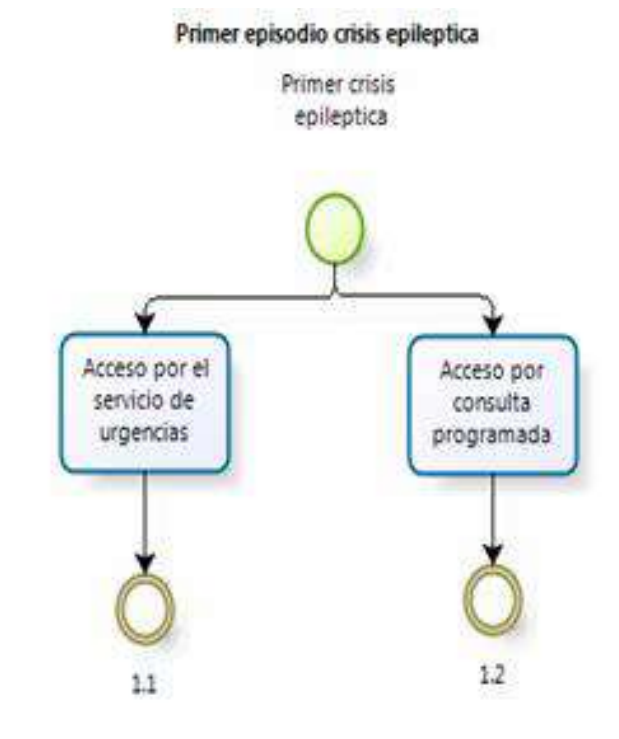 Primer episodio crisis epileptica
Primer crisis
epileptica
Acceso por el
servicio de
urgencias
Acceso por
consulta
programada
1.1
1.2